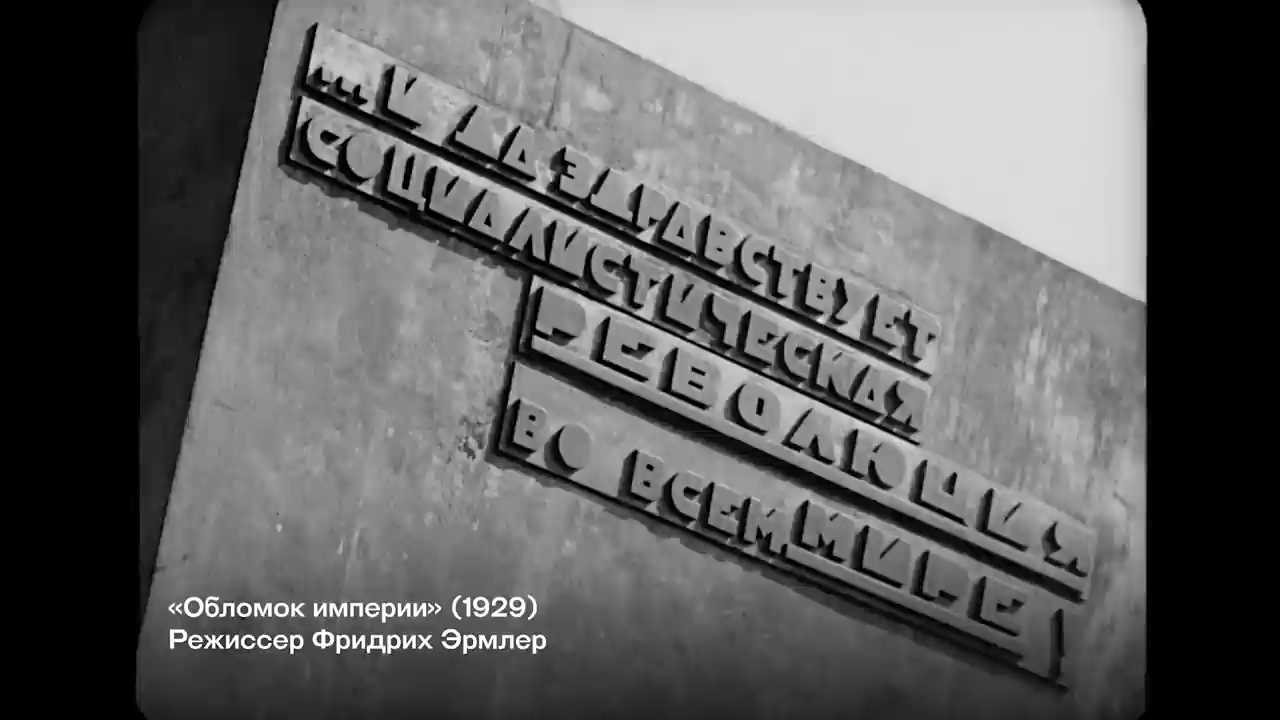 ... И ДА ЗДРАВСТВУЕТ
СОЦИАЛИСТИЧЕСКАЯ
РЕВОЛЮЦИЯ
ВО ВСЕМ МИРЕ!
«Обломок империи» (1929)
Режиссер Фридрих Эрмлер